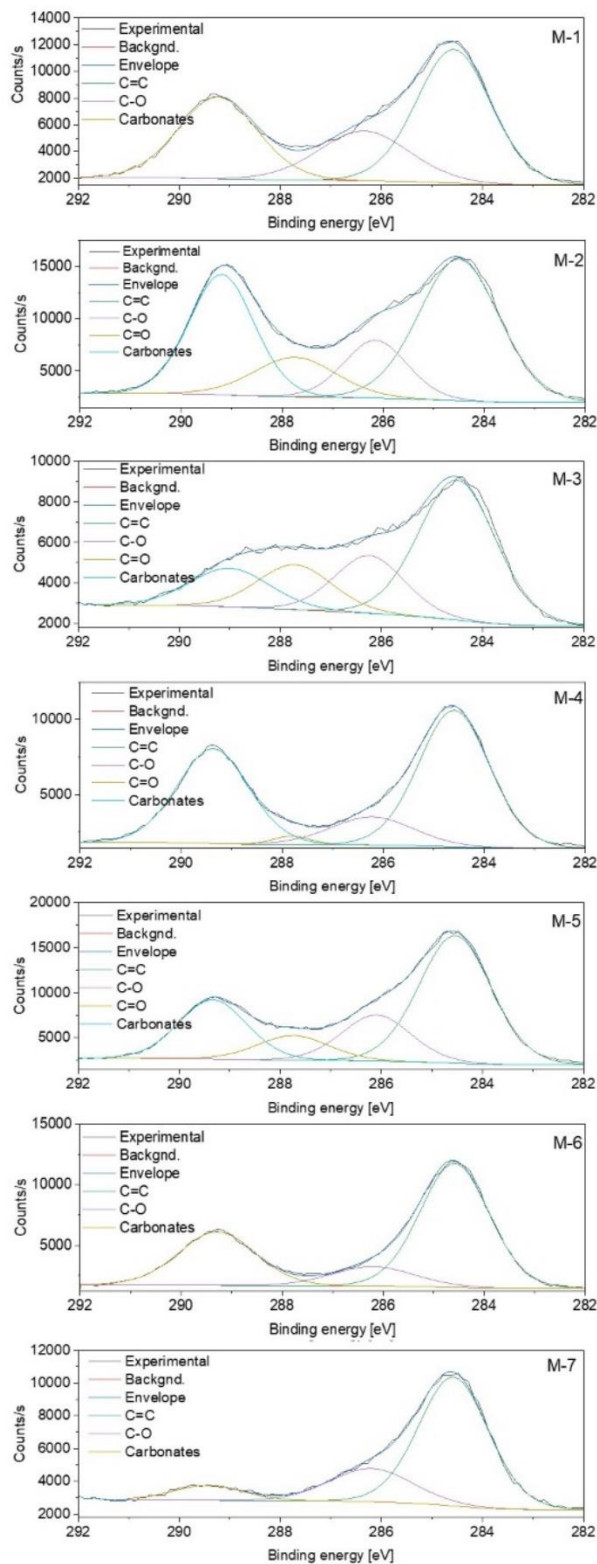 14000
12000
10000
8000
6000
4000
2000
Counts/s
Experimental
Backgnd.
Envelope
C=C
C-O
Carbonates
M-1
292 290 288 286 284 282
Binding energy [eV]
15000
10000
5000
Counts/s
Experimental
Backgnd.
Envelope
C=C
C-O
C=O
Carbonates
M-2
292 290 288 286 284 282
Binding energy [eV]
10000
8000
6000
4000
2000
Counts/s
Experimental
Backgnd.
Envelope
C=C
C-O
C=O
Carbonates
M-3
292 290 288 286 284 282
Binding energy [eV]
10000
5000
Counts/s
Experimental
Backgnd.
Envelope
C=C
C-O
C=O
Carbonates
M-4
292 290 288 286 284 282
Binding energy [eV]
20000
15000
10000
5000
Counts/s
Experimental
Backgnd.
Envelope
C=C
C-O
C=O
Carbonates
M-5
292 290 288 286 284 282
Binding energy [eV]
15000
10000
5000
Counts/s
Experimental
Backgnd.
Envelope
C=C
C-O
Carbonates
M-6
292 290 288 286 284 282
Binding energy [eV]
12000
10000
8000
6000
4000
2000
Counts/s
Experimental
Backgnd.
Envelope
C=C
C-O
Carbonates
M-7
292 290 288 286 284 282
Binding energy [eV]